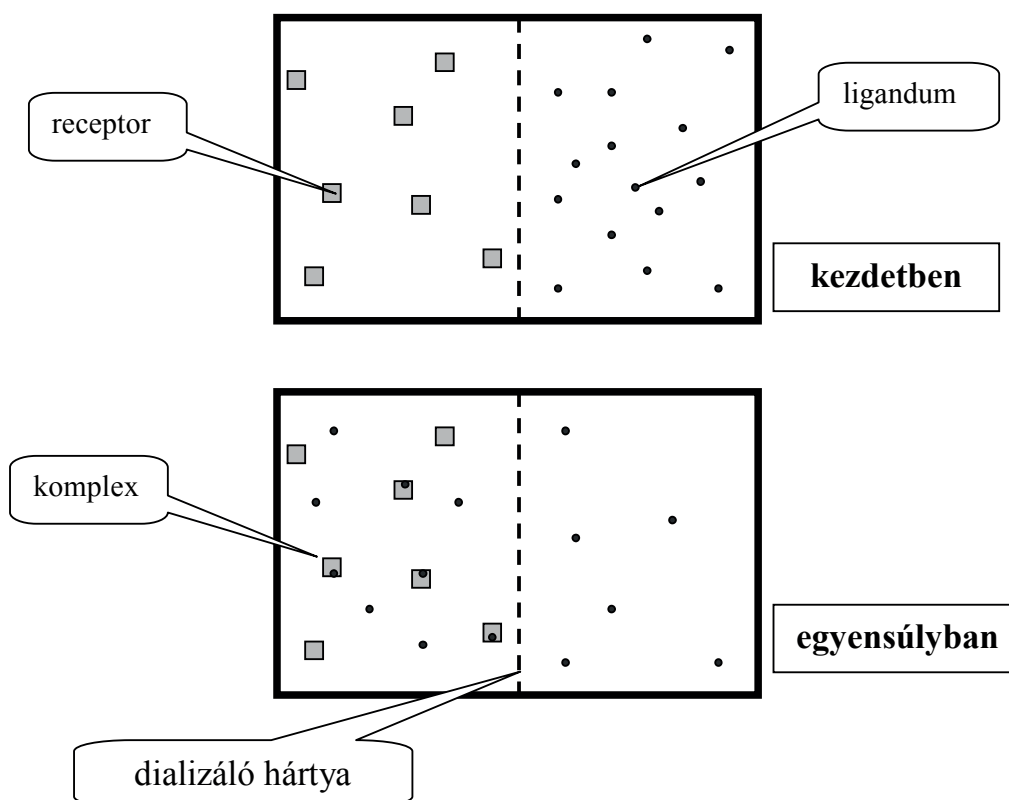 receptor
ligandum
kezdetben
komplex
egyensúlyban
dializáló hártya